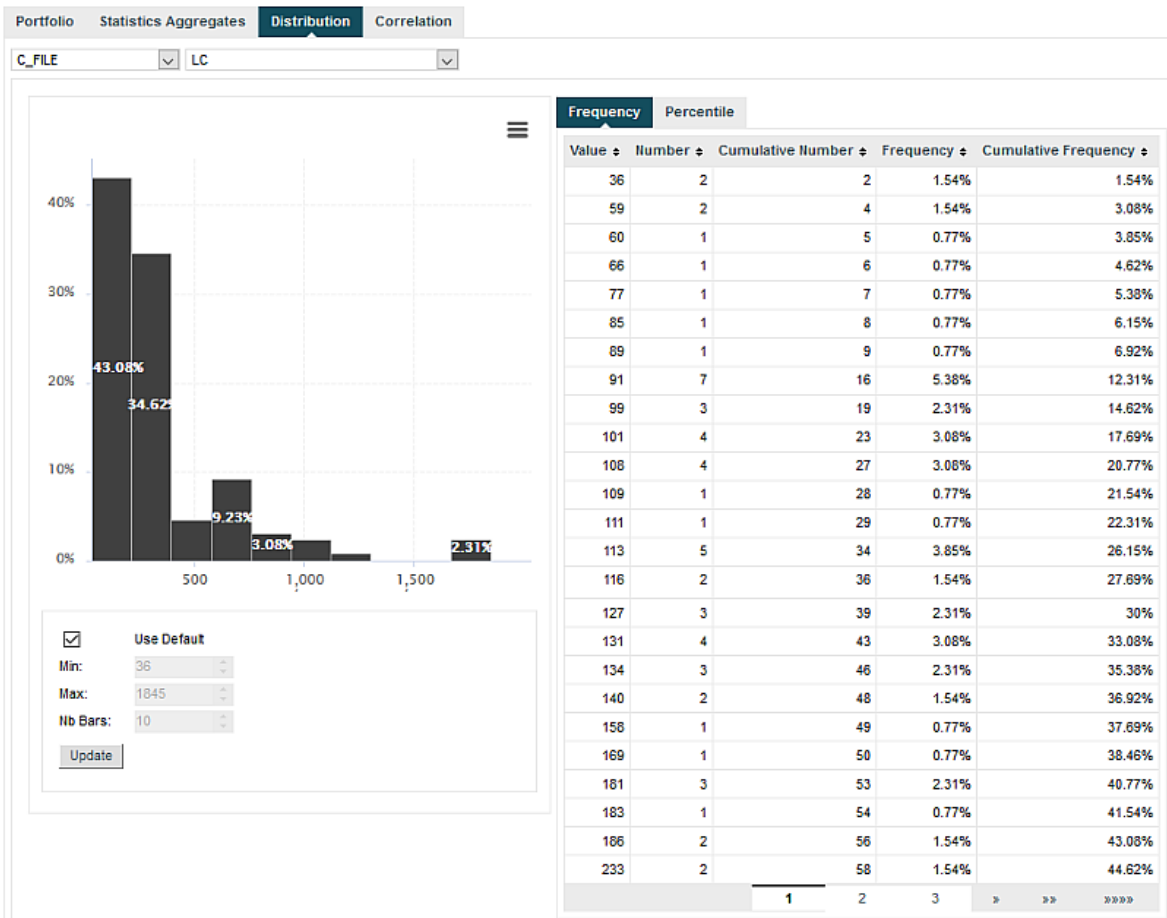 Portfolio Statistics Aggregates Distribution Correlation
C_FILE LC
Frequency Percentile
Value Number Cumulative Number Frequency Cumulative Frequency
36 2 2 1.54% 1.54%
59 2 4 1.54% 3.08%
60 1 5 0.77% 3.85%
66 1 6 0.77% 4.62%
77 1 7 0.77% 5.38%
85 1 8 0.77% 6.15%
89 1 9 0.77% 6.92%
91 7 16 5.38% 12.31%
99 3 19 2.31% 14.62%
101 4 23 3.08% 17.69%
108 4 27 3.08% 20.77%
109 1 28 0.77% 21.54%
111 1 29 0.77% 22.31%
113 5 34 3.85% 26.15%
116 2 36 1.54% 27.69%
127 3 39 2.31% 30%
131 4 43 3.08% 33.08%
134 3 46 2.31% 35.38%
140 2 48 1.54% 36.92%
158 1 49 0.77% 37.69%
169 1 50 0.77% 38.46%
181 3 53 2.31% 40.77%
183 1 54 0.77% 41.54%
186 2 56 1.54% 43.08%
233 2 58 1.54% 44.62%
1 2 3 » »» »»»»
40%
30%
43.08%
20%
34.62%
10%
9.23%
3.08% 2.31%
0%
500 1,000 1,500
Use Default
Min: 36
Max: 1845
Nb Bars: 10
Update